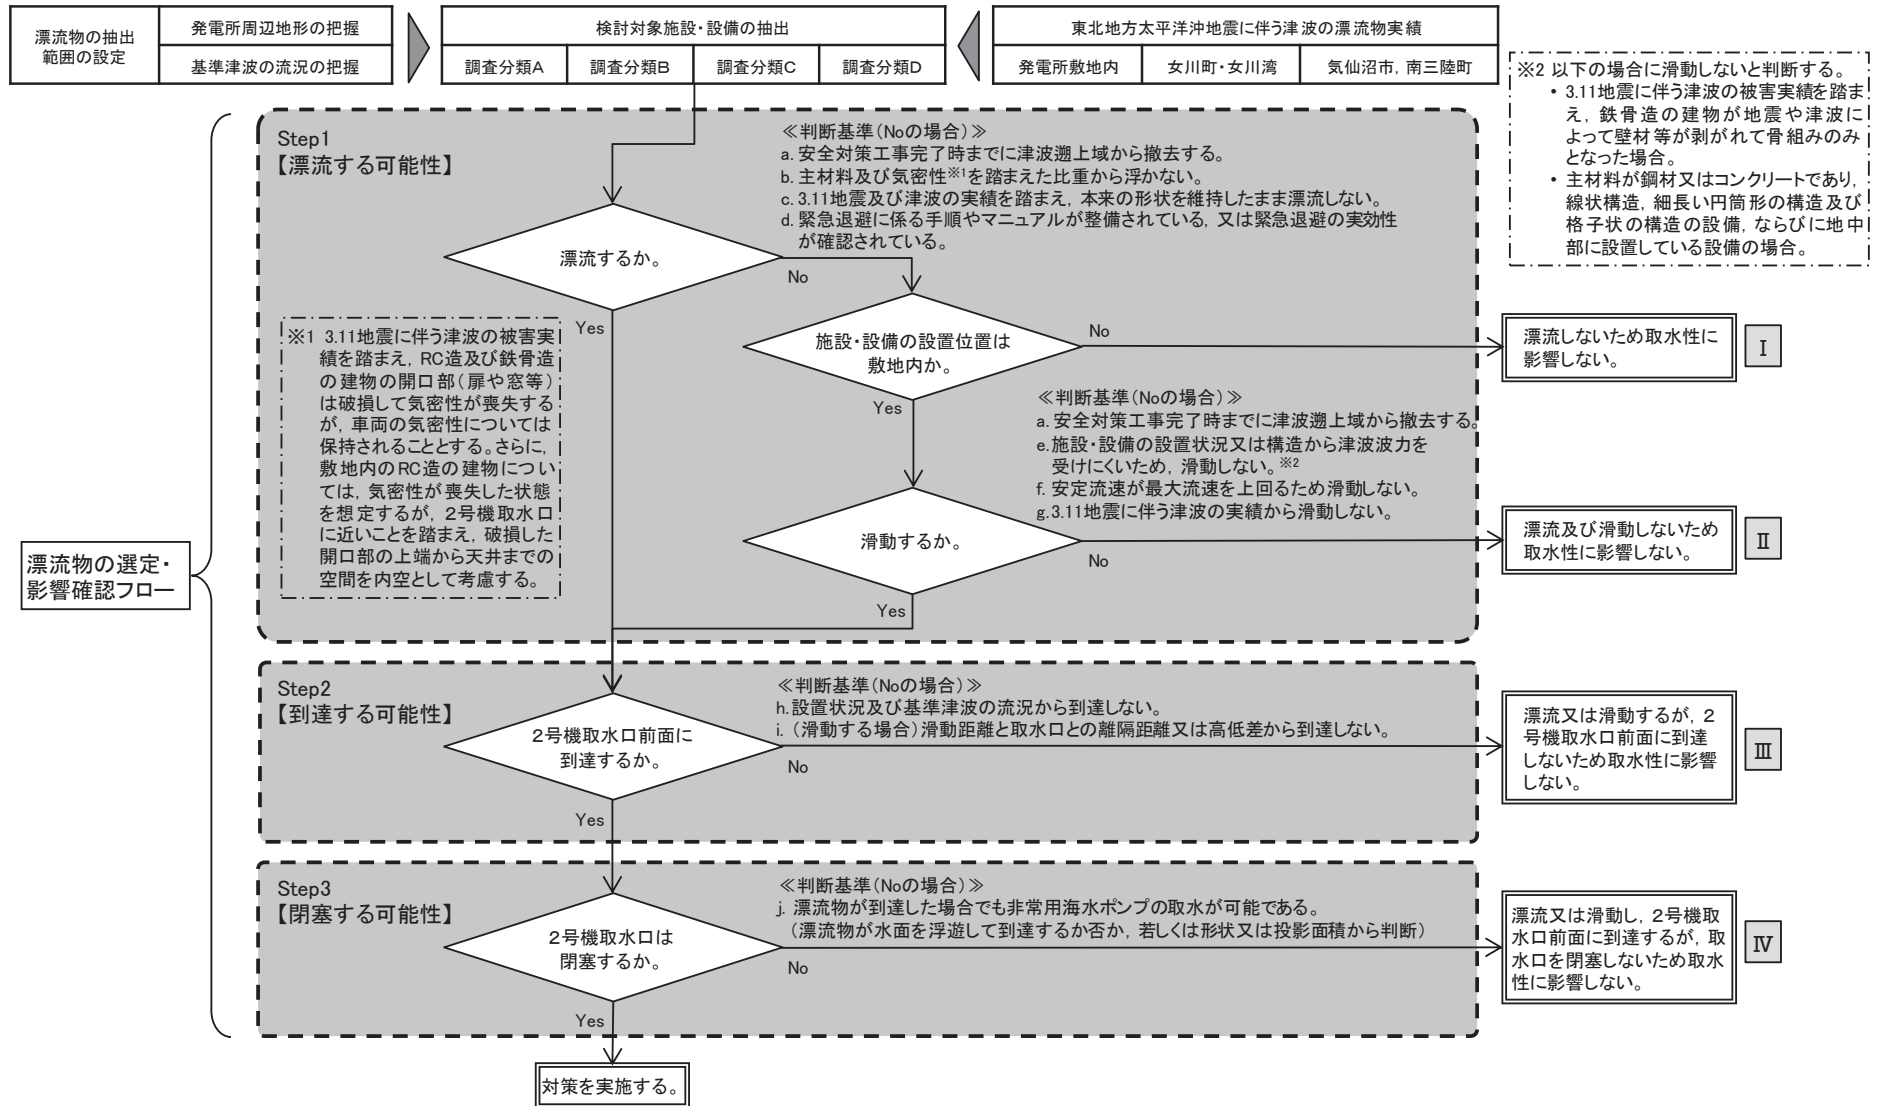 漂流物の抽出
範囲の設定
発電所周辺地形の把握
基準津波の流況の把握
検討対象施設・設備の抽出
調査分類A
調査分類B
調査分類C
調査分類D
東北地方太平洋沖地震に伴う津波の漂流物実績
発電所敷地内
女川町・女川湾
気仙沼市，南三陸町
※2 以下の場合に滑動しないと判断する。
• 3.11地震に伴う津波の被害実績を踏ま
え，鉄骨造の建物が地震や津波に
よって壁材等が剥がれて骨組みのみ
となった場合。
• 主材料が鋼材又はコンクリートであり，
線状構造，細長い円筒形の構造及び
格子状の構造の設備，ならびに地中
部に設置している設備の場合。
漂流物の選定・
影響確認フロー
Step1
【漂流する可能性】
≪判断基準（Noの場合）≫
a. 安全対策工事完了時までに津波遡上域から撤去する。
b. 主材料及び気密性※1を踏まえた比重から浮かない。
c. 3.11地震及び津波の実績を踏まえ，本来の形状を維持したまま漂流しない。
d. 緊急退避に係る手順やマニュアルが整備されている，又は緊急退避の実効性
が確認されている。
漂流するか。
No
Yes
※1 3.11地震に伴う津波の被害実
績を踏まえ，RC造及び鉄骨造
の建物の開口部（扉や窓等）
は破損して気密性が喪失する
が，車両の気密性については
保持されることとする。さらに，
敷地内のRC造の建物につい
ては，気密性が喪失した状態
を想定するが，2号機取水口
に近いことを踏まえ，破損した
開口部の上端から天井までの
空間を内空として考慮する。
施設・設備の設置位置は
敷地内か。
No
Yes
漂流しないため取水性に
影響しない。
Ⅰ
≪判断基準（Noの場合）≫
a. 安全対策工事完了時までに津波遡上域から撤去する。
e. 施設・設備の設置状況又は構造から津波波力を
受けにくいため，滑動しない。※2
f. 安定流速が最大流速を上回るため滑動しない。
g. 3.11地震に伴う津波の実績から滑動しない。
滑動するか。
No
Yes
漂流及び滑動しないため
取水性に影響しない。
Ⅱ
Step2
【到達する可能性】
≪判断基準（Noの場合）≫
h. 設置状況及び基準津波の流況から到達しない。
i. （滑動する場合）滑動距離と取水口との離隔距離又は高低差から到達しない。
2号機取水口前面に
到達するか。
No
Yes
漂流又は滑動するが，2
号機取水口前面に到達
しないため取水性に影響
しない。
Ⅲ
Step3
【閉塞する可能性】
≪判断基準（Noの場合）≫
j. 漂流物が到達した場合でも非常用海水ポンプの取水が可能である。
（漂流物が水面を浮遊して到達するか否か，若しくは形状又は投影面積から判断）
2号機取水口は
閉塞するか。
No
Yes
漂流又は滑動し，2号機取
水口前面に到達するが，取
水口を閉塞しないため取水
性に影響しない。
Ⅳ
対策を実施する。